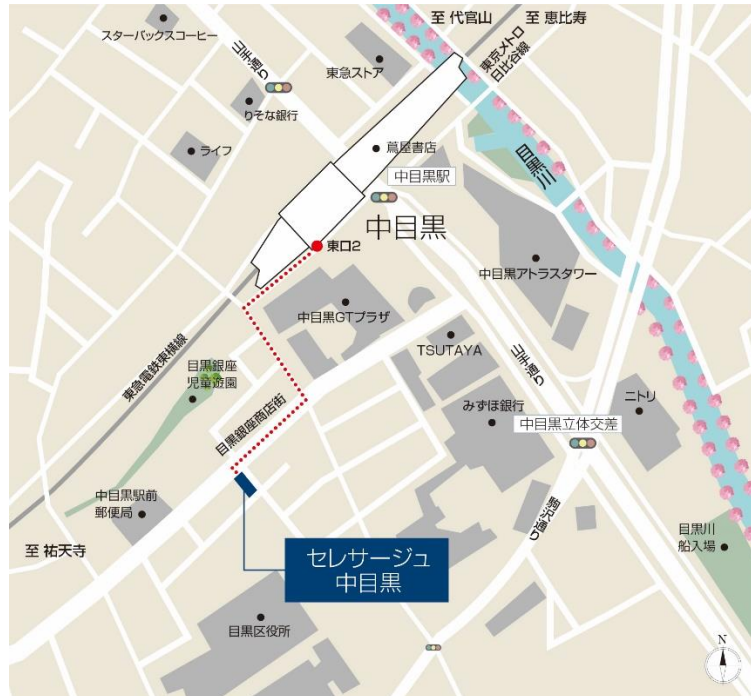 至 代官山
至 恵比寿
スターバックスコーヒー
山手通り
東急ストア
東京メトロ
日比谷線
りそな銀行
ライフ
蔦屋書店
中目黒駅
目黒川
中目黒
東口2
中目黒アトラスタワー
中目黒GTプラザ
東急電鉄東横線
TSUTAYA
山手通り
目黒銀座
児童遊園
目黒銀座商店街
みずほ銀行
ニトリ
中目黒立体交差
中目黒駅前
郵便局
駒沢通り
至 祐天寺
目黒川
船入場
セレサージュ
中目黒
目黒区役所
N